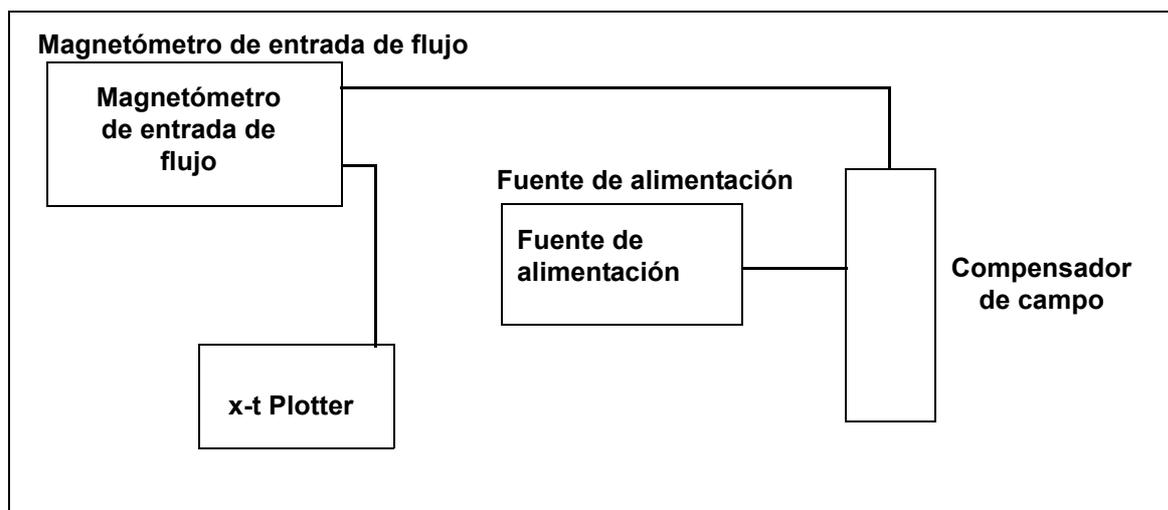 Magnetómetro de entrada de flujo
Magnetómetro
de entrada de
flujo
Fuente de alimentación
Fuente de
alimentación
Compensador
de campo
x-t Plotter